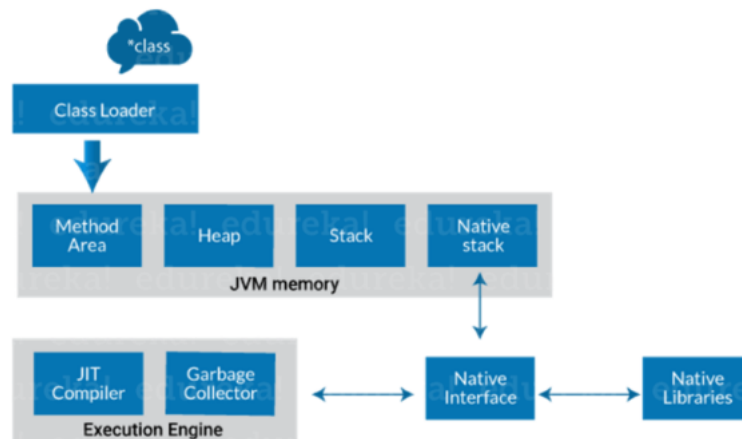 *class
Class Loader
Method
Area
Heap
Stack
Native
stack
JVM memory
JIT
Compiler
Garbage
Collector
Execution Engine
Native
Interface
Native
Libraries
edureka!